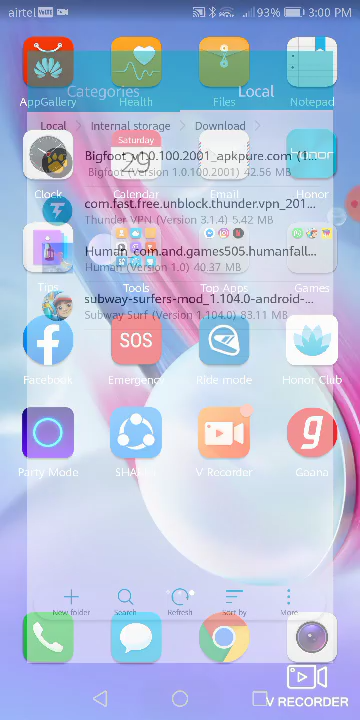 airtel WiFi 93% 3:00 PM
Categories Local
AppGallery Health Files Notepad
Local Internal storage Download
Saturday
29
Bigfoot_v1.0.100.2001_apkpure.com (1...
Bigfoot (Version 1.0.100.2001) 42.56 MB
honor
Clock Calendar Email Honor
com.fast.free.unblock.thunder.vpn_201...
Thunder VPN (Version 3.1.4) 5.42 MB
Human_com.and.games505.humanfall...
Human (Version 1.0) 40.37 MB
Tips Tools Top Apps Games
subway-surfers-mod_1.104.0-android-...
Subway Surf (Version 1.104.0) 83.11 MB
SOS
Facebook Emergency Ride mode Honor Club
Party Mode V Recorder Gaana
New folder Search Refresh Sort by More
V RECORDER